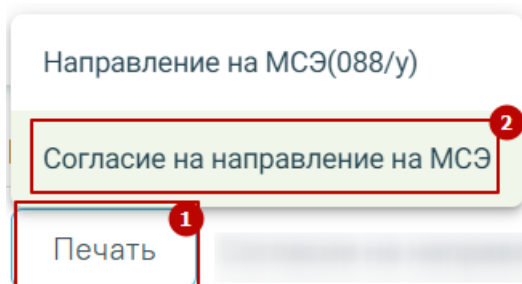 Направление на МСЭ(088/у)
2
Согласие на направление на МСЭ
1
Печать